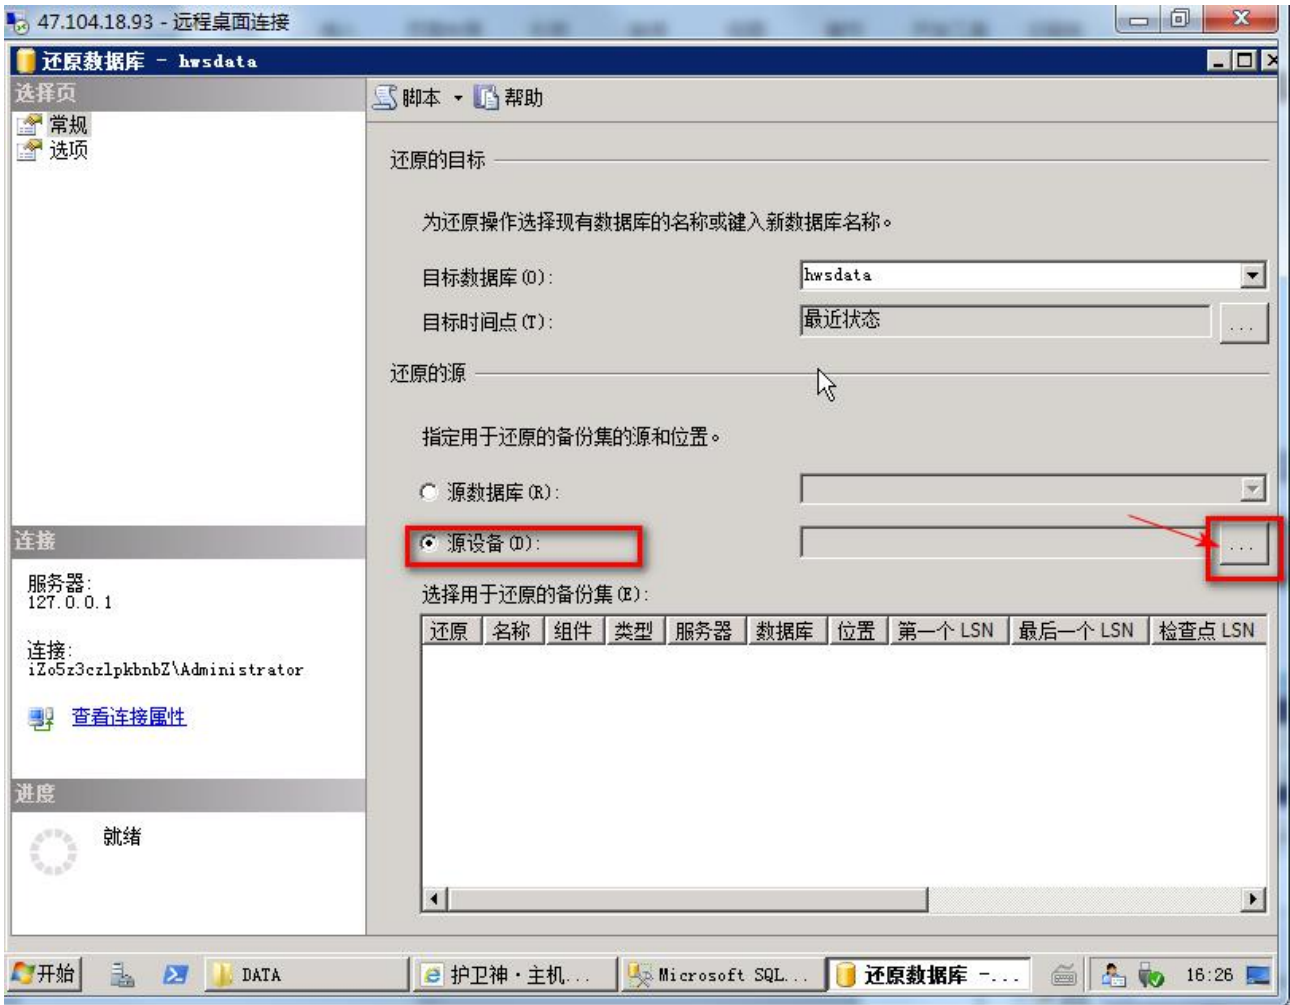 47.104.18.93 - 远程桌面连接
还原数据库 - hwsdata
选择页
常规
选项
脚本 帮助
还原的目标
为还原操作选择现有数据库的名称或键入新数据库名称。
目标数据库(O): hwsdata
目标时间点(T): 最近状态 ...
还原的源
指定用于还原的备份集的源和位置。
源数据库(R):
源设备(D): ...
选择用于还原的备份集(E):
还原 名称 组件 类型 服务器 数据库 位置 第一个 LSN 最后一个 LSN 检查点 LSN
连接
服务器:
127.0.0.1
连接:
iZo5z3czlpkbnbZ\Administrator
查看连接属性
进度
就绪
开始 DATA 护卫神·主机... Microsoft SQL... 还原数据库 -... 16:26